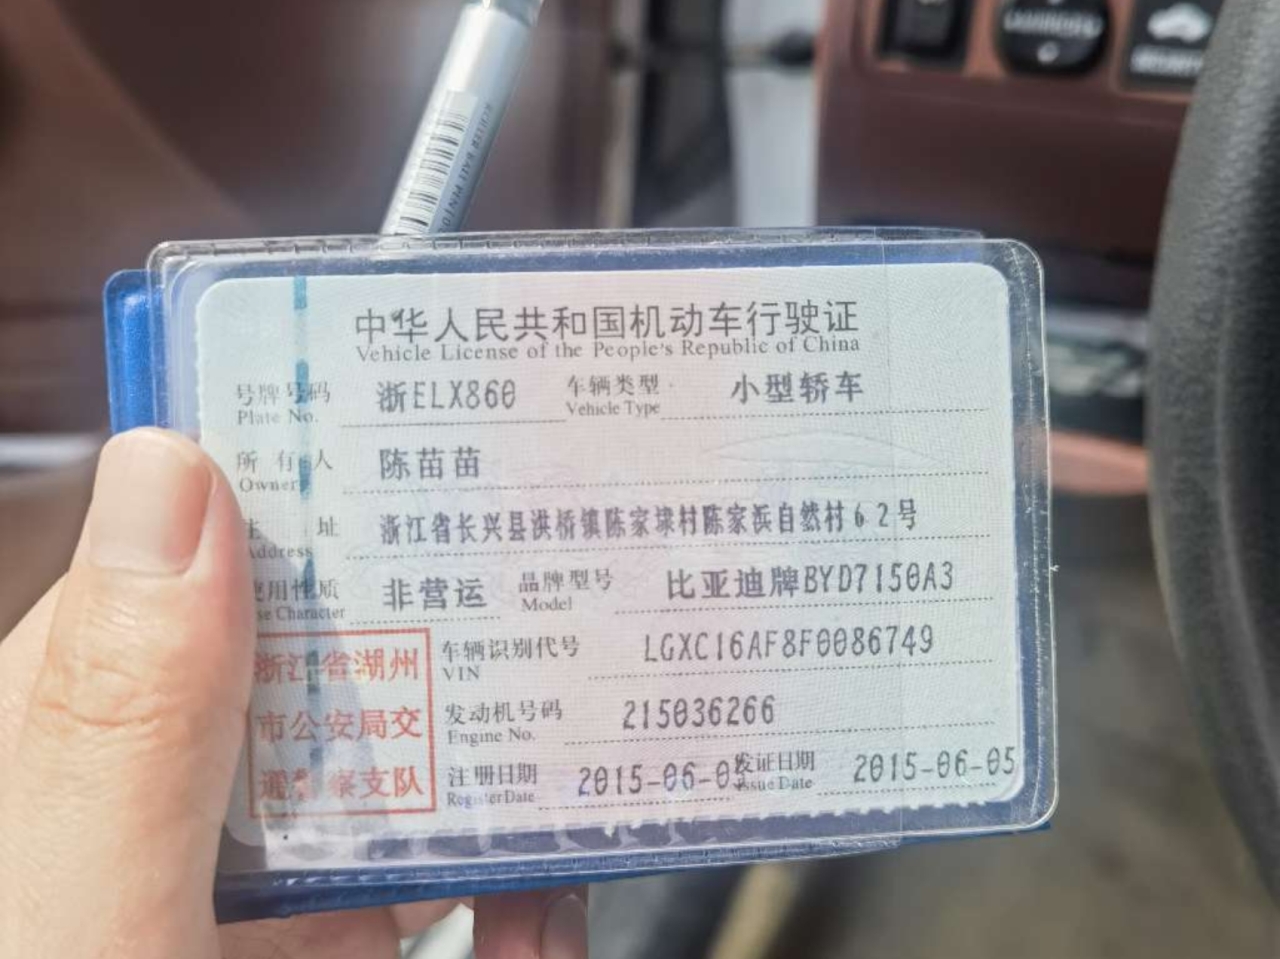 中华人民共和国机动车行驶证
Vehicle License of the People's Republic of China
号牌号码 浙ELX860 车辆类型 小型轿车
Plate No. Vehicle Type
所有人 陈苗苗
Owner
址 浙江省长兴县洪桥镇陈家埭村陈家浜自然村62号
Address
用性质 非营运 品牌型号 比亚迪牌BYD7150A3
se Character Model
浙江省湖州
市公安局交
通警察支队
车辆识别代号 LGXC16AF8F0086749
VIN
发动机号码 215036266
Engine No.
注册日期 2015-06-0 发证日期 2015-06-05
Register Date Issue Date